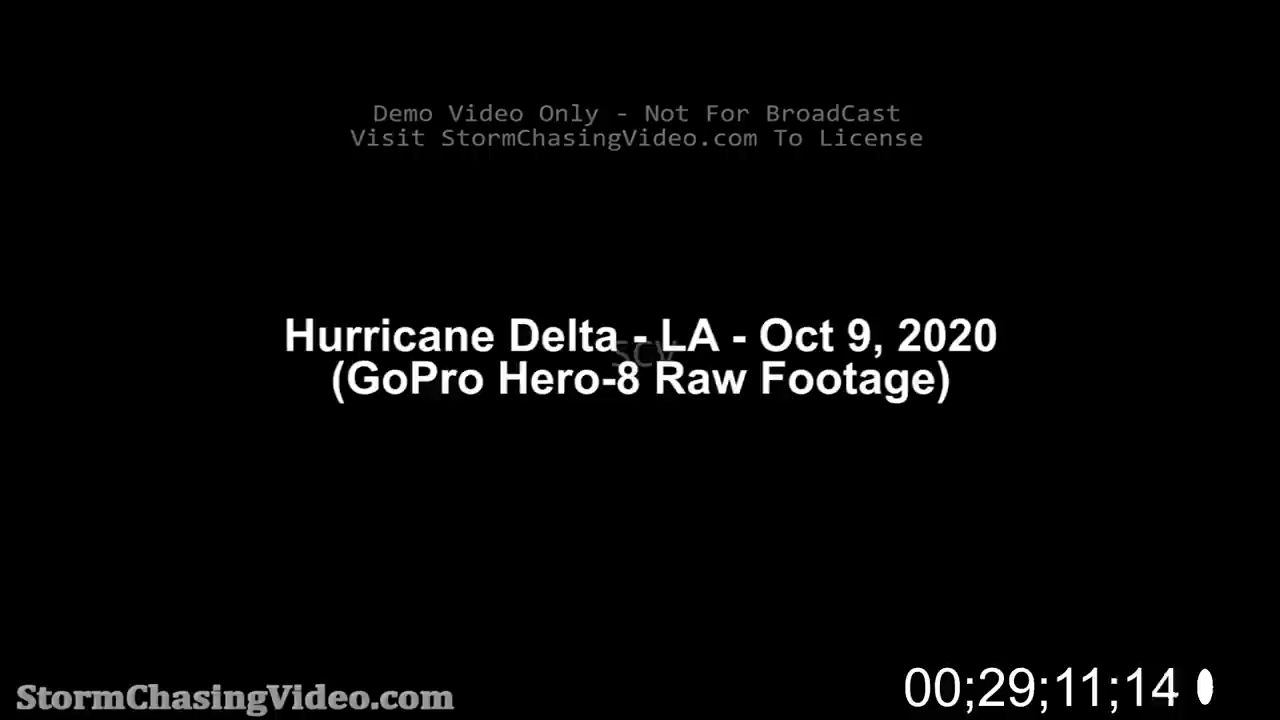 Demo Video Only - Not For BroadCast
Visit StormChasingVideo.com To License
Hurricane Delta - LA - Oct 9, 2020
SCV
(GoPro Hero-8 Raw Footage)
StormChasingVideo.com
00;29;11;14